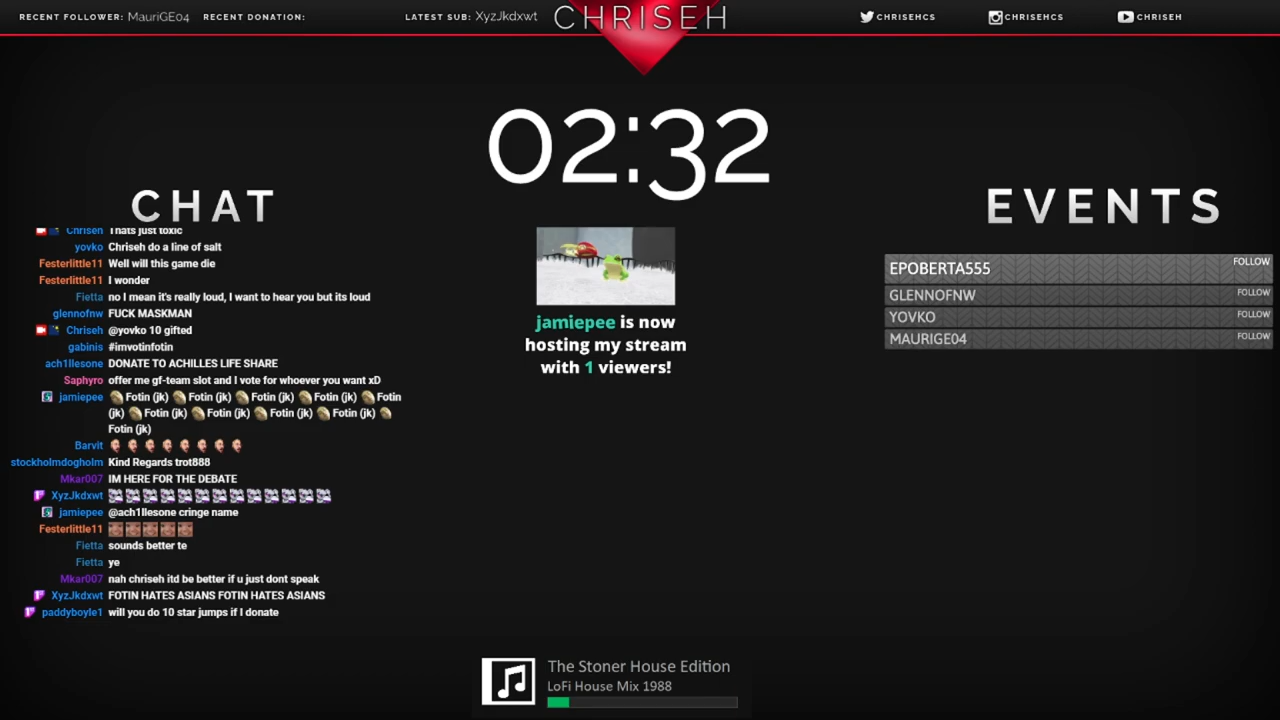 RECENT FOLLOWER: MauriGE04 RECENT DONATION: LATEST SUB: XyzJkdxwt
CHRISEH
CHRISEHCS CHRISEHCS CHRISEH
02:32
CHAT
Chriseh Thats just toxic
yovko Chriseh do a line of salt
Festerlittle11 Well will this game die
Festerlittle11 I wonder
Fietta no I mean it's really loud, I want to hear you but its loud
glennofnw FUCK MASKMAN
Chriseh @yovko 10 gifted
gabinis #imvotinfotin
ach1llesone DONATE TO ACHILLES LIFE SHARE
Saphyro offer me gf-team slot and I vote for whoever you want xD
jamiepee Fotin (jk) Fotin (jk) Fotin (jk) Fotin (jk) Fotin
(jk) Fotin (jk) Fotin (jk) Fotin (jk) Fotin (jk)
Fotin (jk)
Barvit
stockholmdogholm Kind Regards trot888
Mkar007 IM HERE FOR THE DEBATE
XyzJkdxwt
jamiepee @ach1llesone cringe name
Festerlittle11
Fietta sounds better te
Fietta ye
Mkar007 nah chriseh itd be better if u just dont speak
XyzJkdxwt FOTIN HATES ASIANS FOTIN HATES ASIANS
paddyboyle1 will you do 10 star jumps if I donate
jamiepee is now
hosting my stream
with 1 viewers!
EVENTS
EPOBERTA555 FOLLOW
GLENNOFNW FOLLOW
YOVKO FOLLOW
MAURIGE04 FOLLOW
The Stoner House Edition
LoFi House Mix 1988